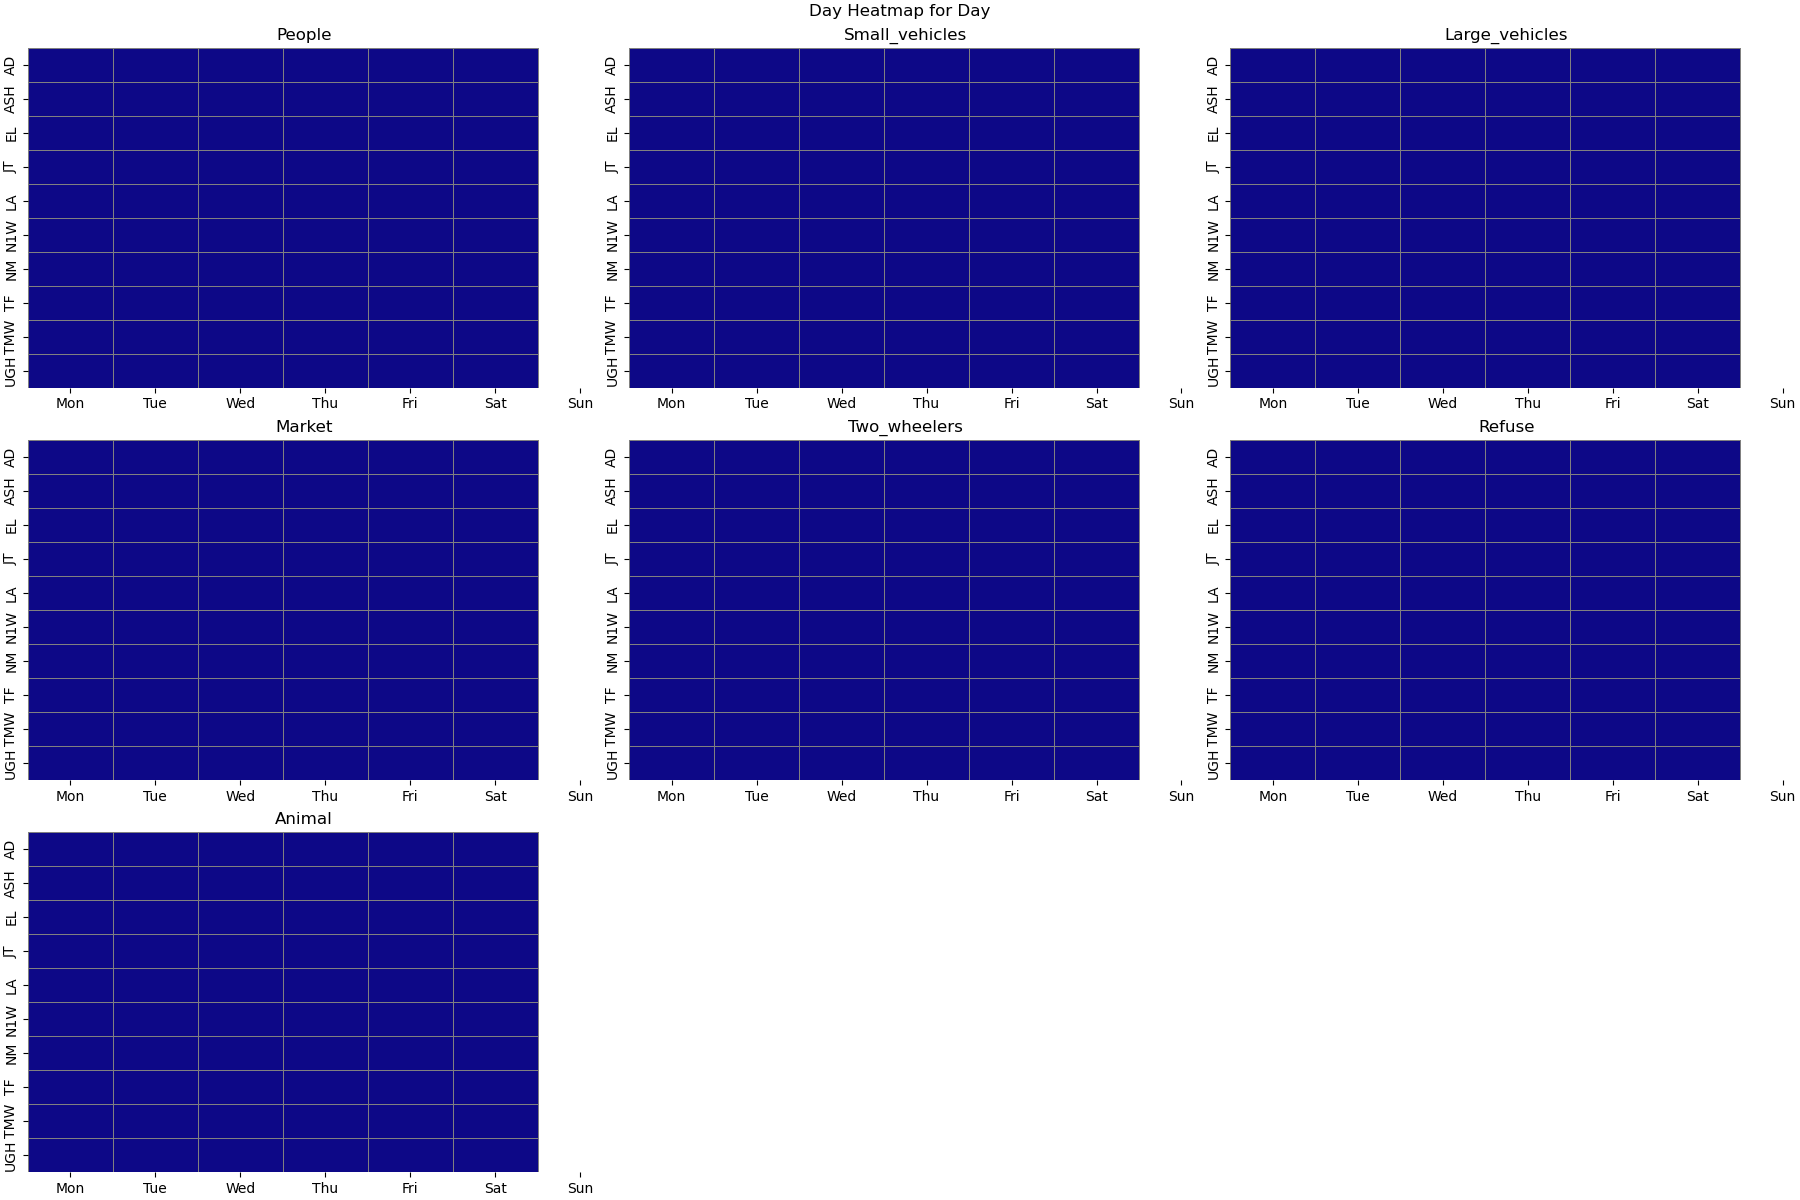 Day Heatmap for Day
People
AD
ASH
EL
JT
LA
N1W
NM
TF
TMW
UGH
Mon Tue Wed Thu Fri Sat Sun
Small_vehicles
AD
ASH
EL
JT
LA
N1W
NM
TF
TMW
UGH
Mon Tue Wed Thu Fri Sat Sun
Large_vehicles
AD
ASH
EL
JT
LA
N1W
NM
TF
TMW
UGH
Mon Tue Wed Thu Fri Sat Sun
Market
AD
ASH
EL
JT
LA
N1W
NM
TF
TMW
UGH
Mon Tue Wed Thu Fri Sat Sun
Two_wheelers
AD
ASH
EL
JT
LA
N1W
NM
TF
TMW
UGH
Mon Tue Wed Thu Fri Sat Sun
Refuse
AD
ASH
EL
JT
LA
N1W
NM
TF
TMW
UGH
Mon Tue Wed Thu Fri Sat Sun
Animal
AD
ASH
EL
JT
LA
N1W
NM
TF
TMW
UGH
Mon Tue Wed Thu Fri Sat Sun